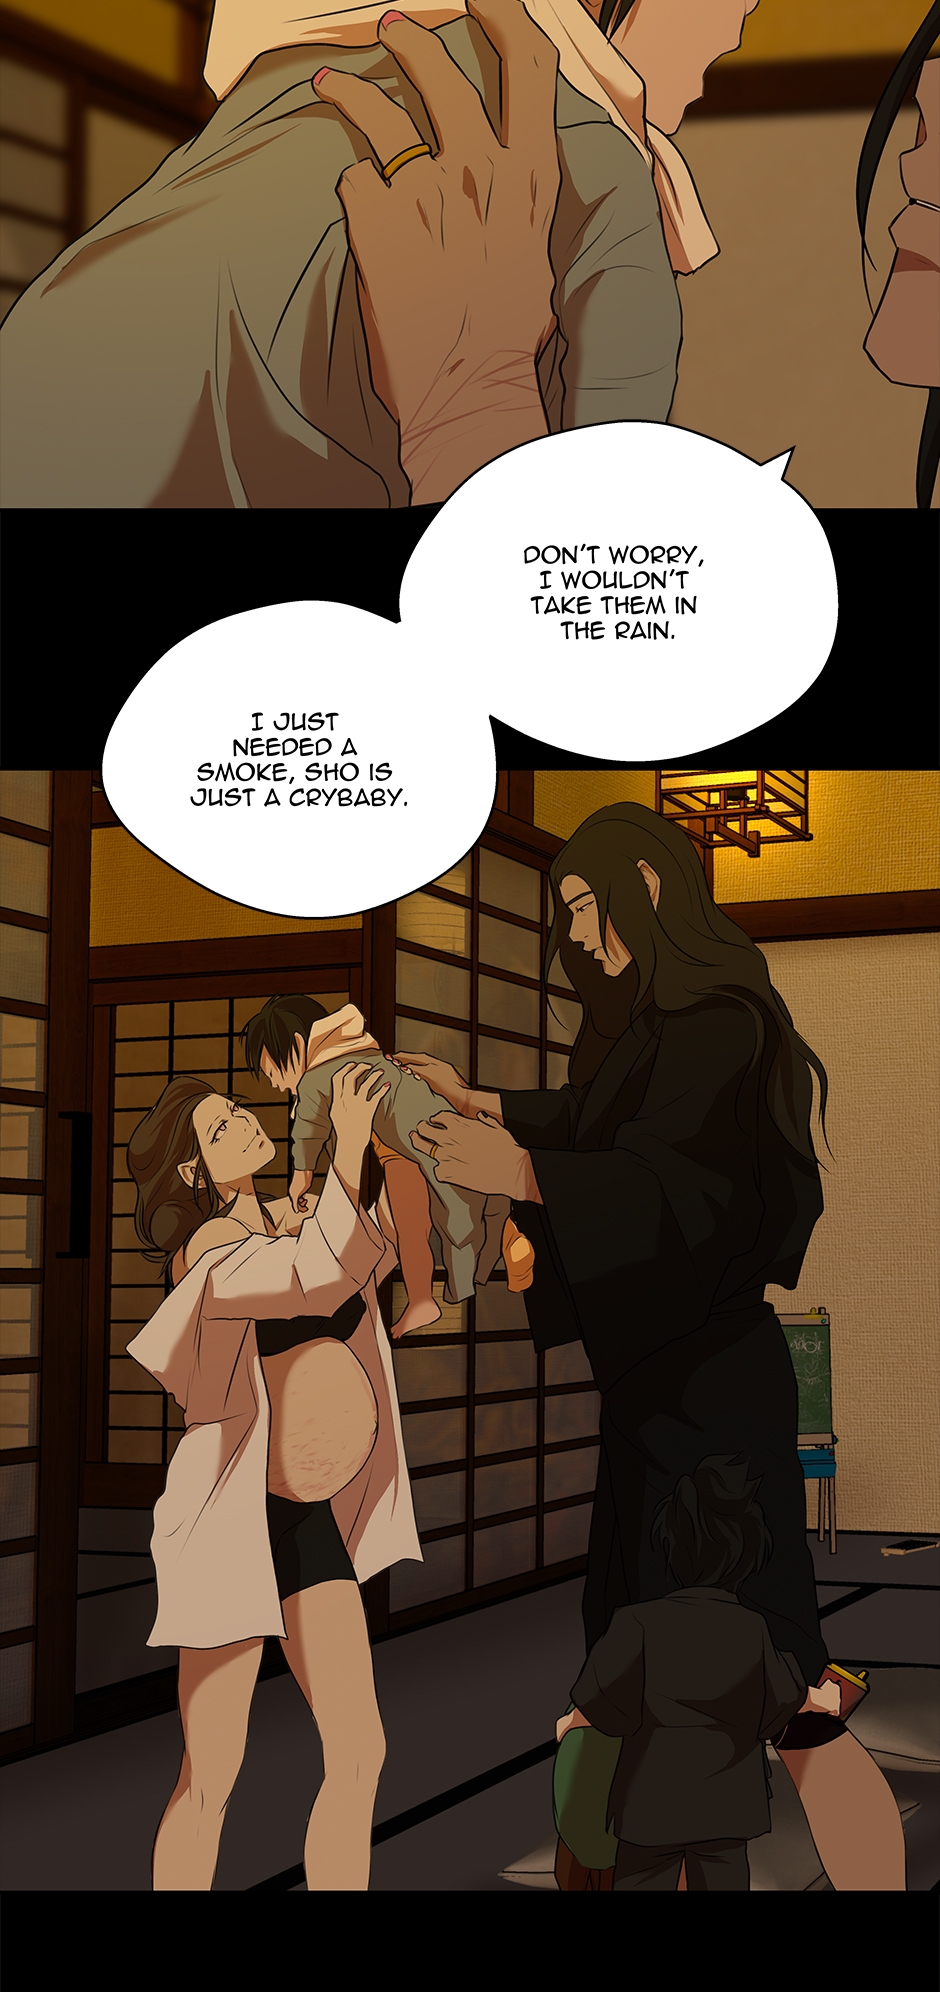 DON'T WORRY,
I WOULDN'T
TAKE THEM IN
THE RAIN.
I JUST
NEEDED A
SMOKE, SHO IS
JUST A CRYBABY.